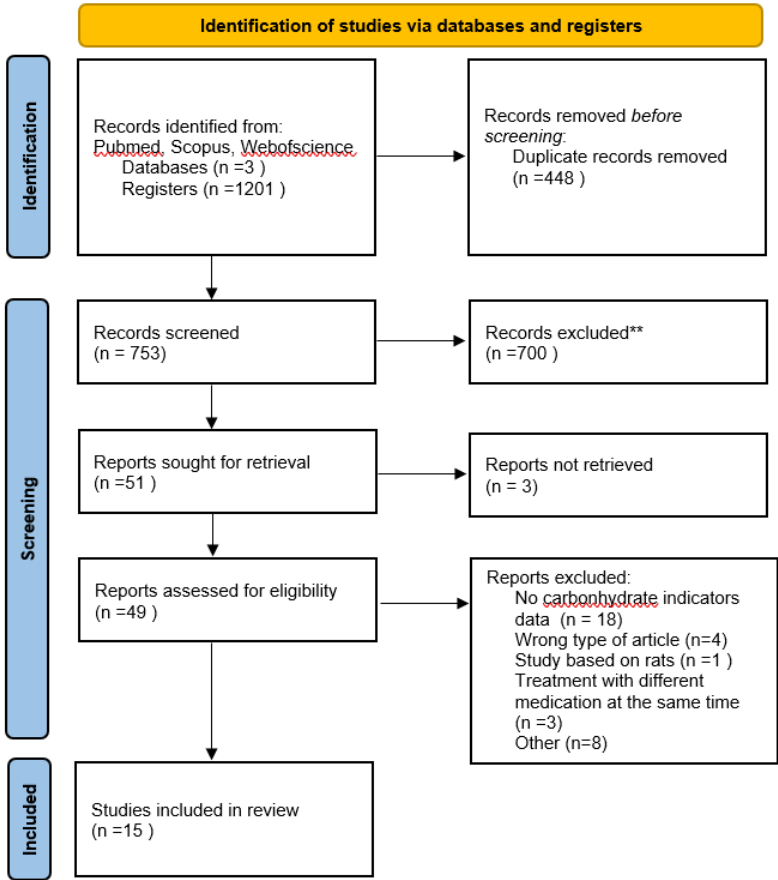 Identification of studies via databases and registers
Identification
Records identified from:
Pubmed, Scopus, Webofscience
Databases (n =3 )
Registers (n =1201 )
Records removed before
screening:
Duplicate records removed
(n =448 )
Screening
Records screened
(n = 753)
Records excluded**
(n =700 )
Reports sought for retrieval
(n =51 )
Reports not retrieved
(n = 3)
Reports assessed for eligibility
(n =49 )
Reports excluded:
No carbonhydrate indicators
data  (n = 18)
Wrong type of article (n=4)
Study based on rats (n =1 )
Treatment with different
medication at the same time
(n =3)
Other (n=8)
Included
Studies included in review
(n =15 )